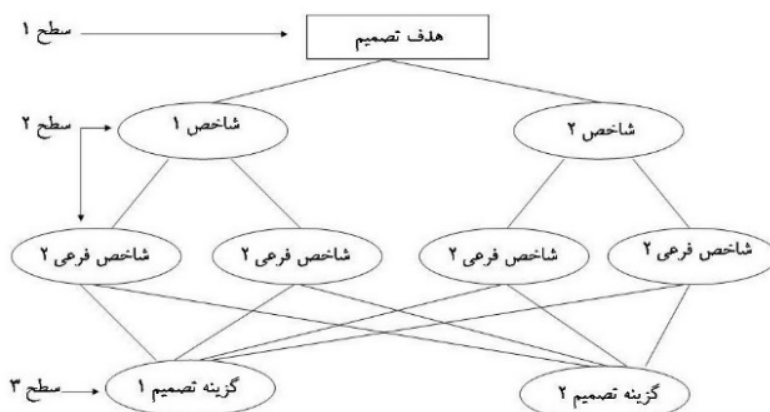 سطح ۱
هدف تصمیم
سطح ۲
شاخص ۱
شاخص ۲
شاخص فرعی ۲
شاخص فرعی ۲
شاخص فرعی ۲
شاخص فرعی ۲
سطح ۳
گزینه تصمیم ۱
گزینه تصمیم ۲